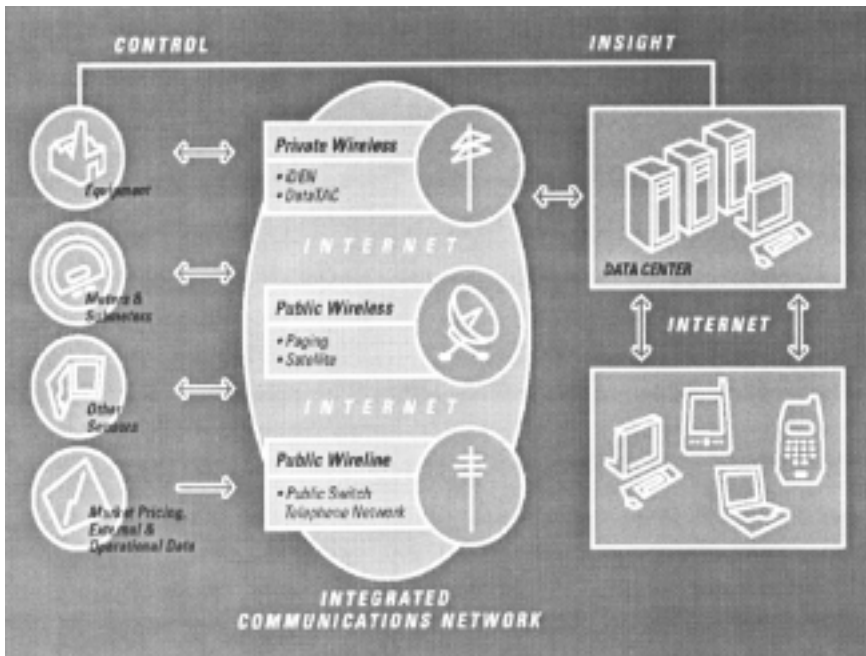 CONTROL
INSIGHT
Equipment
Meters &
Submeters
Other
Sensors
Market Pricing,
External &
Operational Data
Private Wireless
• iDEN
• DataTAC
INTERNET
Public Wireless
• Paging
• Satellite
INTERNET
Public Wireline
• Public Switch
Telephone Network
INTEGRATED
COMMUNICATIONS NETWORK
DATA CENTER
INTERNET